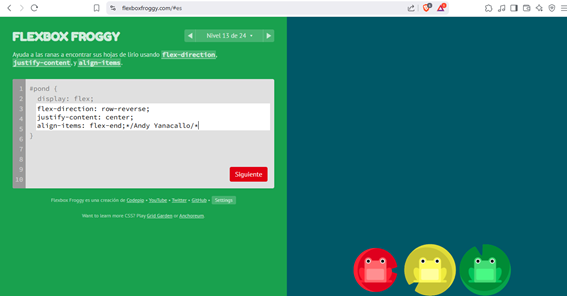 flexboxfroggy.com/#es
FLEXBOX FROGGY
Nivel 13 de 24
Ayuda a las ranas a encontrar sus hojas de lirio usando flex-direction,
justify-content, y align-items.
1 #pond {
2 display: flex;
3 flex-direction: row-reverse;
4 justify-content: center;
5 align-items: flex-end;*/Andy Yanacallo/*
6 }
7
8
9
10
Siguiente
Flexbox Froggy es una creación de Codepip • YouTube • Twitter • GitHub • Settings
Want to learn more CSS? Play Grid Garden or Anchoreum.